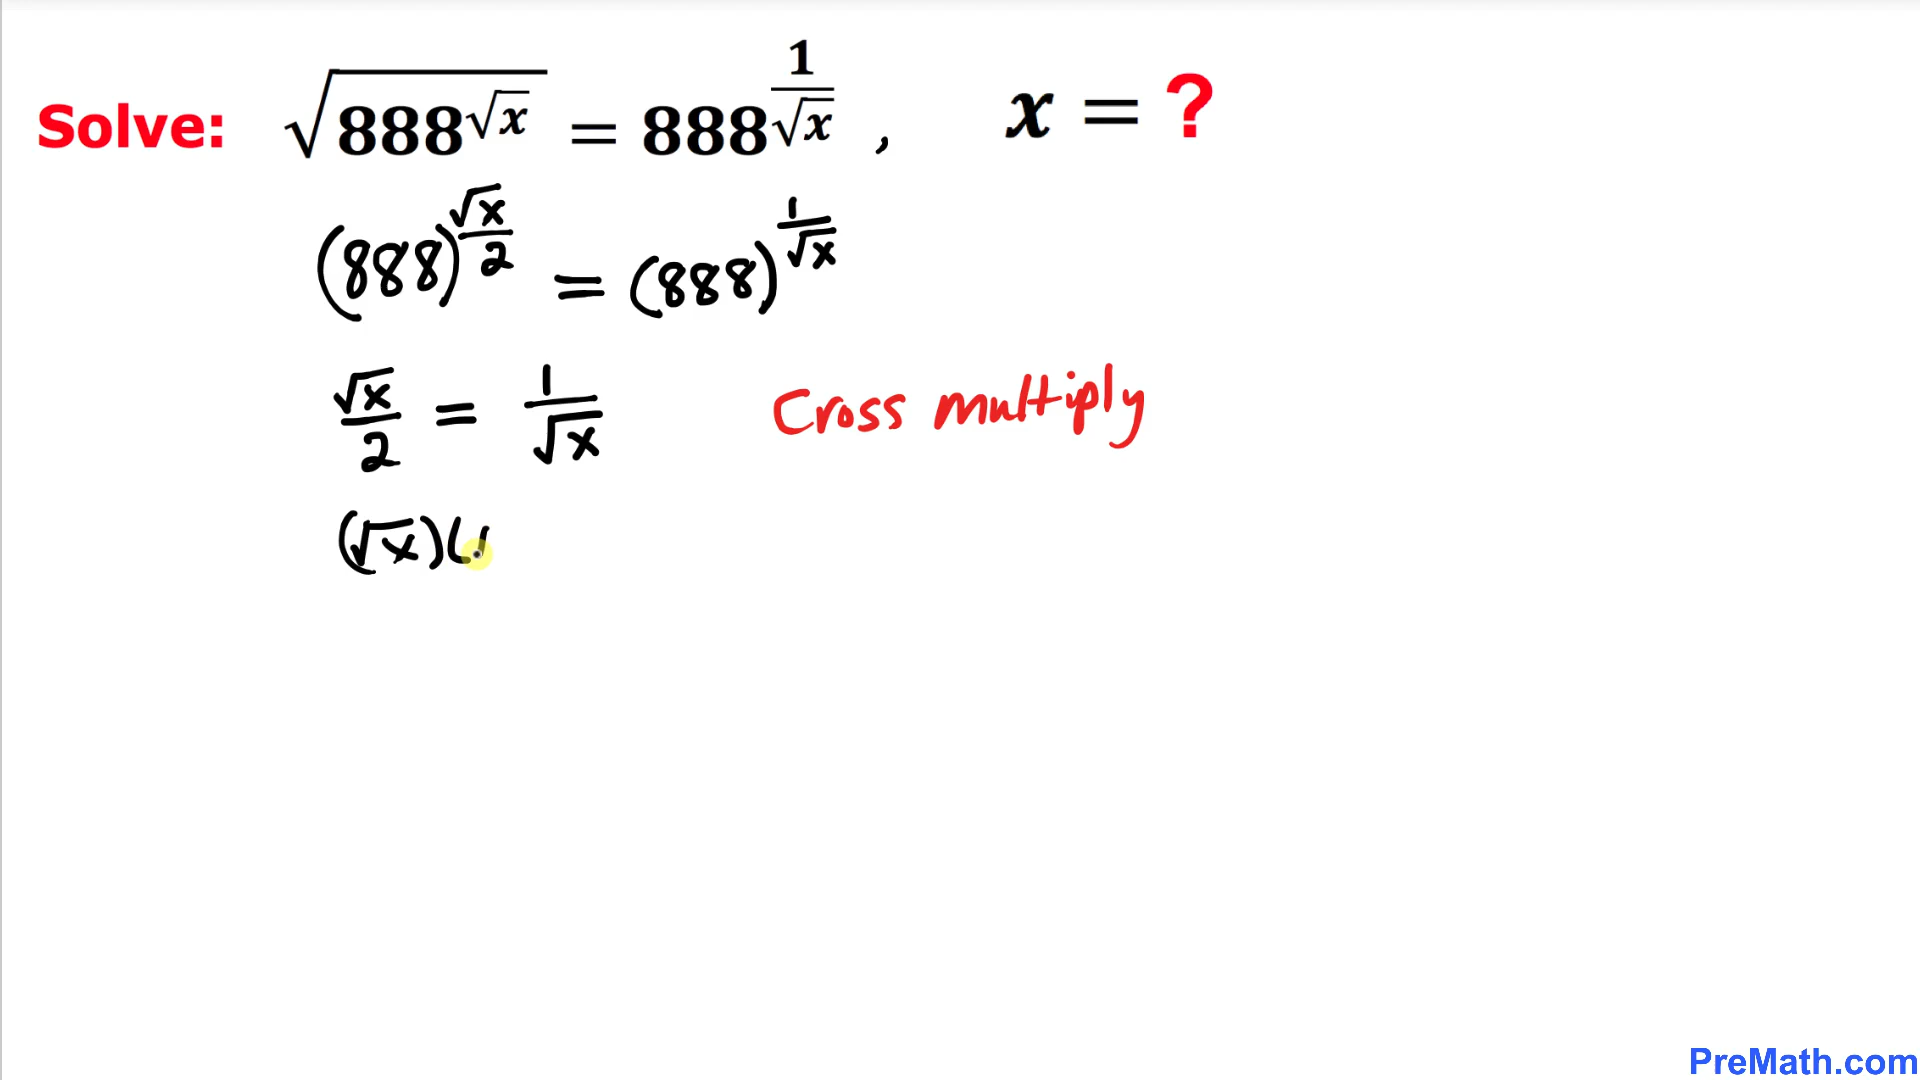 Solve: √(888^√x) = 888^(1/√x) , x = ?
(888)^(√x/2) = (888)^(1/√x)
√x/2 = 1/√x Cross multiply
(√x)(
PreMath.com